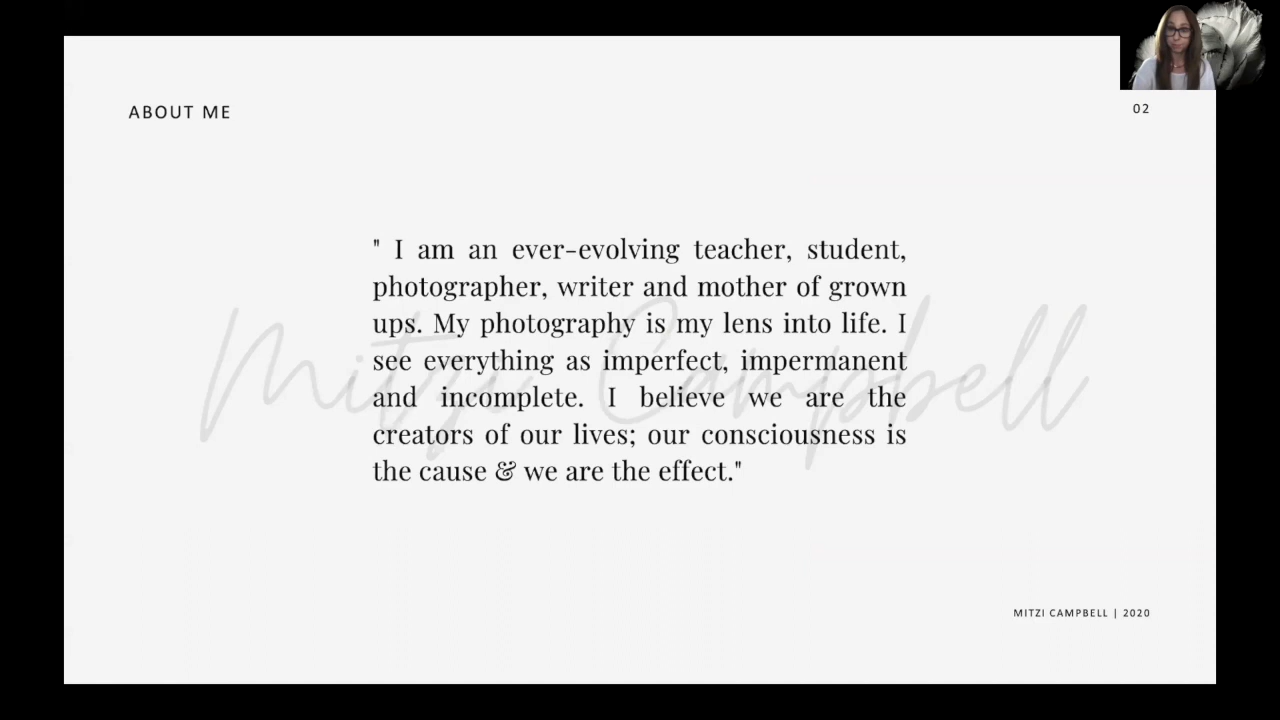 ABOUT ME
02
" I am an ever-evolving teacher, student,
photographer, writer and mother of grown
ups. My photography is my lens into life. I
see everything as imperfect, impermanent
and incomplete. I believe we are the
creators of our lives; our consciousness is
the cause & we are the effect."
Mitzi Campbell
MITZI CAMPBELL | 2020